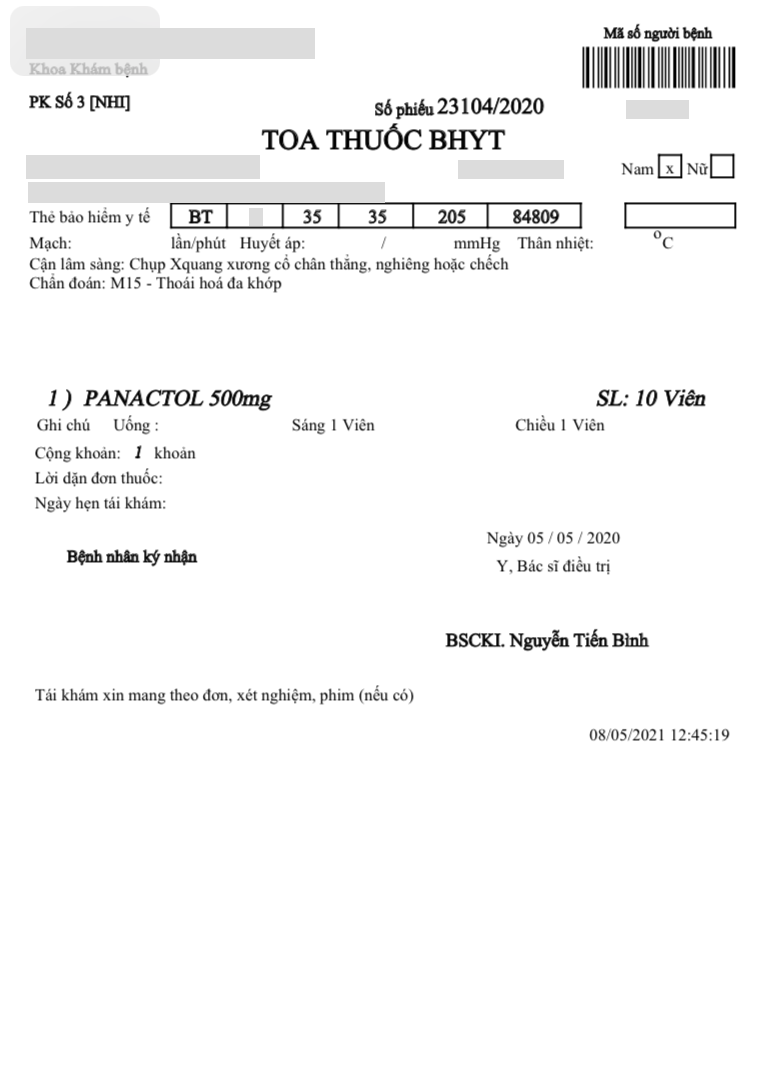 Mã số người bệnh
Khoa Khám bệnh
PK Số 3 [NHI]
Số phiếu 23104/2020
TOA THUỐC BHYT
Nam x Nữ
Thẻ bảo hiểm y tế BT 35 35 205 84809
Mạch: lần/phút Huyết áp: / mmHg Thân nhiệt: °C
Cận lâm sàng: Chụp Xquang xương cổ chân thẳng, nghiêng hoặc chếch
Chẩn đoán: M15 - Thoái hoá đa khớp
1 ) PANACTOL 500mg SL: 10 Viên
Ghi chú Uống : Sáng 1 Viên Chiều 1 Viên
Cộng khoản: 1 khoản
Lời dặn đơn thuốc:
Ngày hẹn tái khám:
Ngày 05 / 05 / 2020
Bệnh nhân ký nhận
Y, Bác sĩ điều trị
BSCKI. Nguyễn Tiến Bình
Tái khám xin mang theo đơn, xét nghiệm, phim (nếu có)
08/05/2021 12:45:19